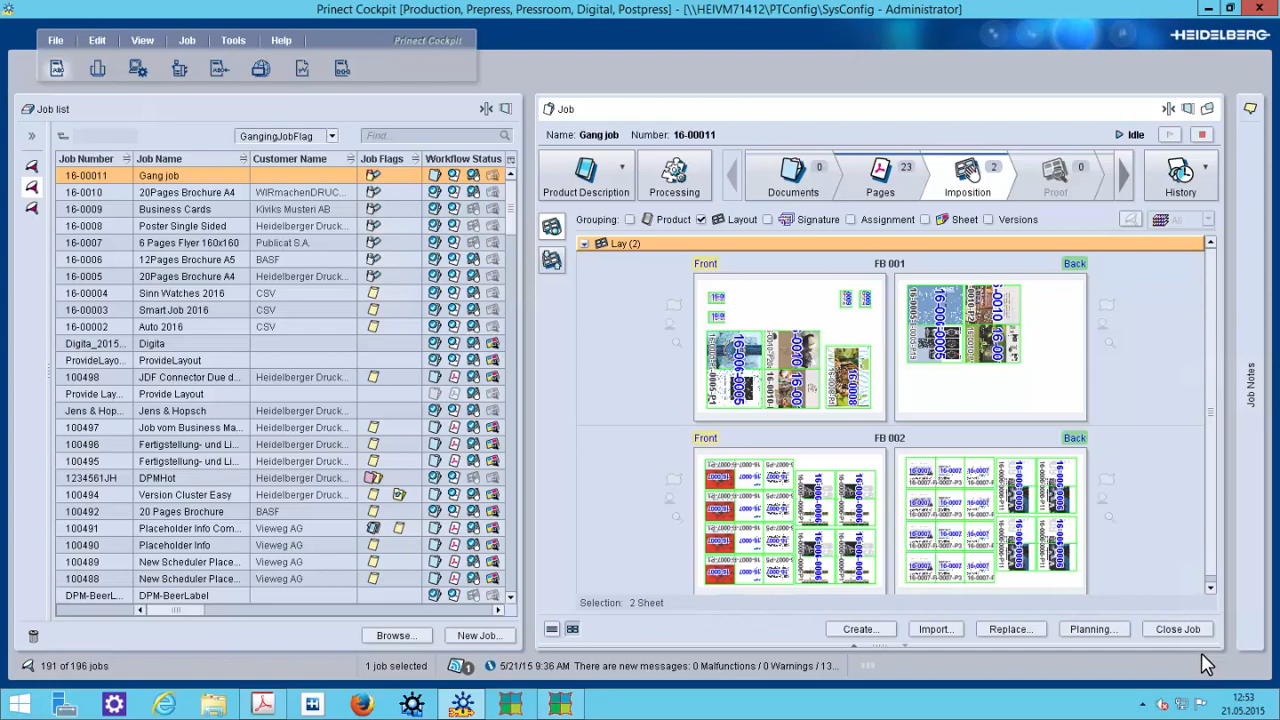 Prinect Cockpit [Production, Prepress, Pressroom, Digital, Postpress] - [\\HEIVM71412\PTConfig\SysConfig - Administrator]
File Edit View Job Tools Help Prinect Cockpit
HEIDELBERG
Job list
GangingJobFlag Find...
Job Number Job Name Customer Name Job Flags Workflow Status
16-00011 Gang job
16-0010 20Pages Brochure A4 WIRmachenDRUC...
16-0009 Business Cards Kiviks Musteri AB
16-0008 Poster Single Sided Heidelberger Druck...
16-0007 6 Pages Flyer 160x160 Publicat S.A.
16-0006 12Pages Brochure A5 BASF
16-0005 20Pages Brochure A4 Heidelberger Druck...
16-00004 Sinn Watches 2016 CSV
16-00003 Smart Job 2016 CSV
16-00002 Auto 2016 CSV
Digita_2015... Digita
ProvideLayo... ProvideLayout
100498 JDF Connector Due d... Heidelberger Druck...
Provide Lay... Provide Layout
Jens & Hop... Jens & Hopsch Heidelberger Druck...
100497 Job vom Business Ma... Heidelberger Druck...
100496 Fertigstellung- und Li... Heidelberger Druck...
100495 Fertigstellung- und Li... Heidelberger Druck...
1004561JH DPMHot Heidelberger Druck...
100494 Version Cluster Easy Heidelberger Druck...
100492 20 Pages Brochure BASF
100491 Placeholder Info Com... Vieweg AG
100490 Placeholder Info Vieweg AG
100489 New Scheduler Place... Vieweg AG
100488 New Scheduler Place... Vieweg AG
DPM-BeerL... DPM-BeerLabel
Browse... New Job...
Job
Name: Gang job Number: 16-00011 Idle
Product Description Processing Documents 0 Pages 23 Imposition 2 Proof 0 History
Grouping: Product Layout Signature Assignment Sheet Versions All
Lay (2)
Front FB 001 Back
Front FB 002 Back
Selection: 2 Sheet
Create... Import... Replace... Planning... Close Job
Job Notes
191 of 196 jobs 1 job selected 1 5/21/15 9:36 AM There are new messages: 0 Malfunctions / 0 Warnings / 13...
12:53
21.05.2015